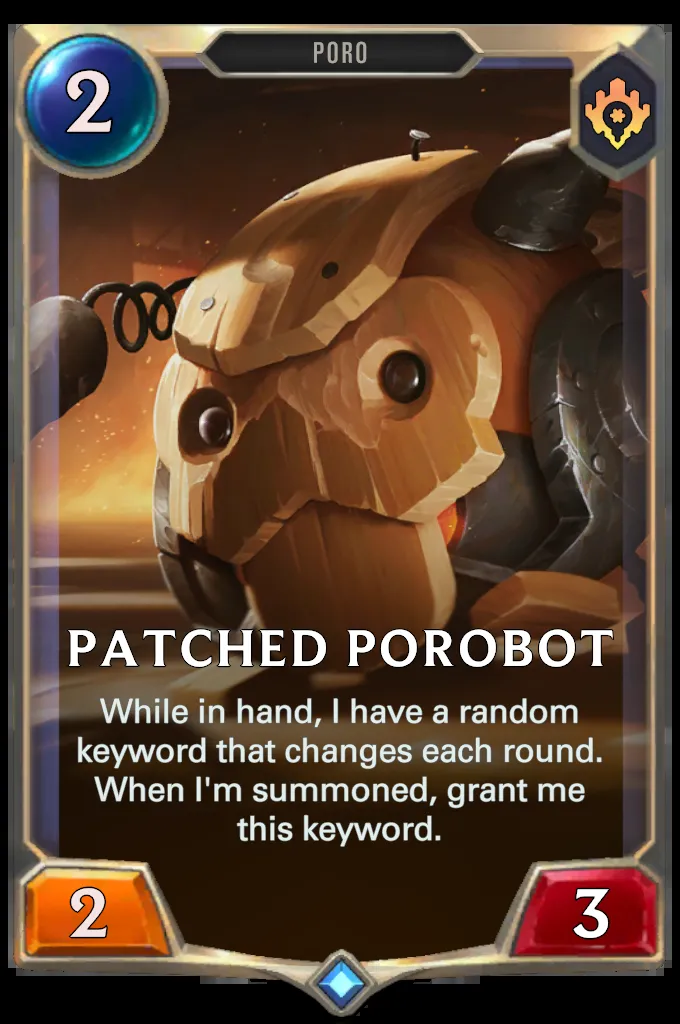 PORO
2
PATCHED POROBOT
While in hand, I have a random
keyword that changes each round.
When I'm summoned, grant me
this keyword.
2
3